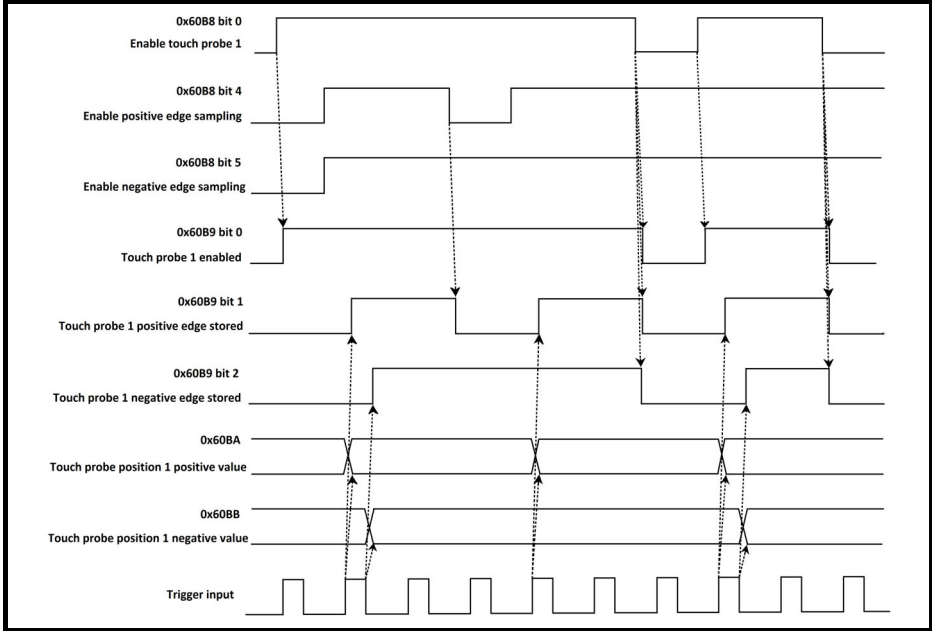 0x60B8 bit 0
Enable touch probe 1
0x60B8 bit 4
Enable positive edge sampling
0x60B8 bit 5
Enable negative edge sampling
0x60B9 bit 0
Touch probe 1 enabled
0x60B9 bit 1
Touch probe 1 positive edge stored
0x60B9 bit 2
Touch probe 1 negative edge stored
0x60BA
Touch probe position 1 positive value
0x60BB
Touch probe position 1 negative value
Trigger input